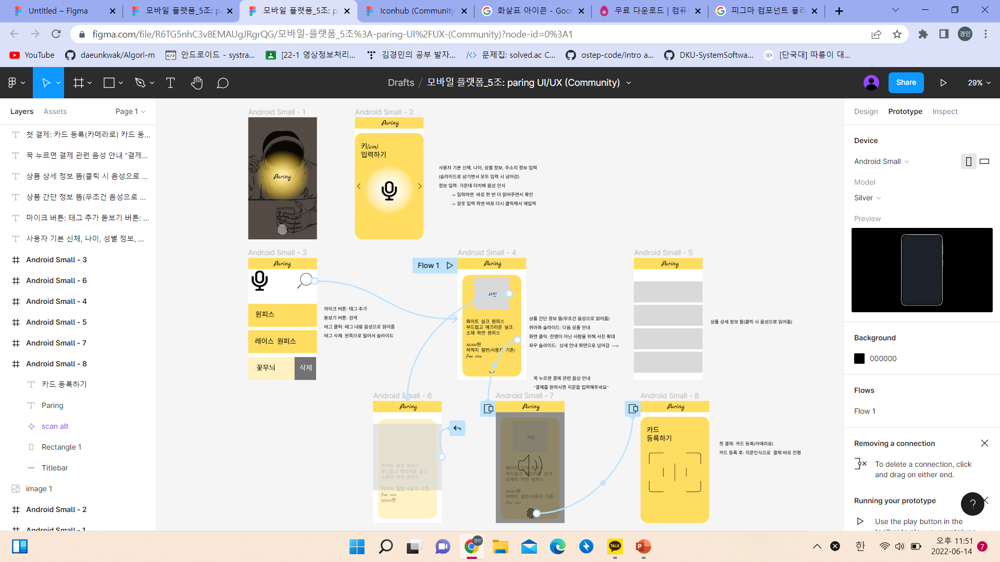 Untitled – Figma
모바일 플랫폼_5조: p
모바일 플랫폼_5조: p
Iconhub (Community
화살표 아이콘 - Goo
무료 다운로드 | 컴퓨
피그마 컴포넌트 플러
figma.com/file/R6TG5nhC3v8EMAUgJRgrQG/모바일-플랫폼_5조%3A-paring-UI%2FUX-(Community)?node-id=0%3A1
경민
YouTube
daeunkwak/Algori-m
안드로이드 - systra...
[22-1 영상정보처리...
김경민의 공부 발자...
문제집: solved.ac C...
ostep-code/intro a...
DKU-SystemSoftwa...
[단국대] 따릉이 대...
Drafts / 모바일 플랫폼_5조: paring UI/UX (Community)
Share
29%
Layers
Assets
Page 1
첫 결제: 카드 등록(카메라로) 카드 등...
꾹 누르면 결제 관련 음성 안내 “결제...
상품 상세 정보 뜸(클릭 시 음성으로 ...
상품 간단 정보 뜸(무조건 음성으로 ...
마이크 버튼: 태그 추가 돋보기 버튼: ...
사용자 기본 신체, 나이, 성별 정보, ...
Android Small - 3
Android Small - 6
Android Small - 4
Android Small - 5
Android Small - 7
Android Small - 8
카드 등록하기
Paring
scan alt
Rectangle 1
Titlebar
image 1
Android Small - 2
Android Small - 1
Android Small - 1
Paring
Android Small - 2
Paring
키(cm)
입력하기
사용자 기본 신체, 나이, 성별 정보, 주소지 정보 입력
(슬라이드로 넘기면서 모두 입력 시 넘어감)
정보 입력: 가운데 터치해 음성 인식
-> 입력하면 바로 한 번 더 읽어주면서 확인
-> 잘못 입력 하면 바로 다시 클릭해서 재입력
Android Small - 3
Paring
원피스
레이스 원피스
꽃무늬
삭제
마이크 버튼: 태그 추가
돋보기 버튼: 검색
태그 클릭: 태그 내용 음성으로 읽어줌
태그 삭제: 왼쪽으로 밀어서 슬라이드
Flow 1
Android Small - 4
Paring
사진
화이트 실크 원피스
부드럽고 매끄러운 실크
소재 하얀 원피스
32,000원
허벅지 절반(사용자 기준)
free size
상품 간단 정보 뜸(무조건 음성으로 읽어줌)
위아래 슬라이드: 다음 상품 안내
화면 클릭: 전맹이 아닌 사람을 위해 사진 확대
좌우 슬라이드: 상세 안내 화면으로 넘어감 --->
꾹 누르면 결제 관련 음성 안내
“결제를 원하시면 지문을 입력해주세요”
Android Small - 5
Paring
상품 상세 정보 뜸(클릭 시 음성으로 읽어줌)
Android Small - 6
Paring
화이트 실크 원피스
부드럽고 매끄러운 실크
소재의 하얀 원피스
허벅지 절반(사용자 기준)
free size
32,000원
Android Small - 7
Paring
사진
화이트 실크 원피스
부드럽고 매끄러운 실크
소재의 하얀 원피스
32,000원
허벅지 절반(사용자 기준)
free size
Android Small - 8
Paring
카드
등록하기
첫 결제: 카드 등록(카메라로)
카드 등록 후: 지문인식으로 결제 바로 진행
Design
Prototype
Inspect
Device
Android Small
Model
Silver
Preview
Background
000000
Flows
Flow 1
Removing a connection
To delete a connection, click
and drag on either end.
Running your prototype
Use the play button in the
toolbar to play your prototype
?
경민
TALK
한
오후 11:51
2022-06-14
7